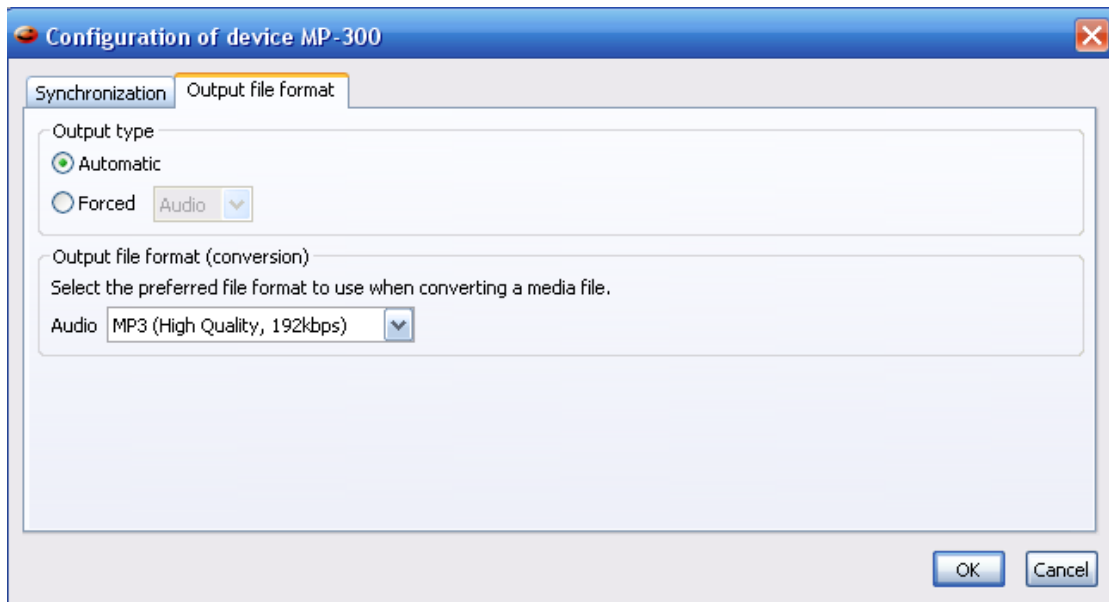 Configuration of device MP-300
Synchronization Output file format
Output type
Automatic
Forced Audio
Output file format (conversion)
Select the preferred file format to use when converting a media file.
Audio MP3 (High Quality, 192kbps)
OK Cancel